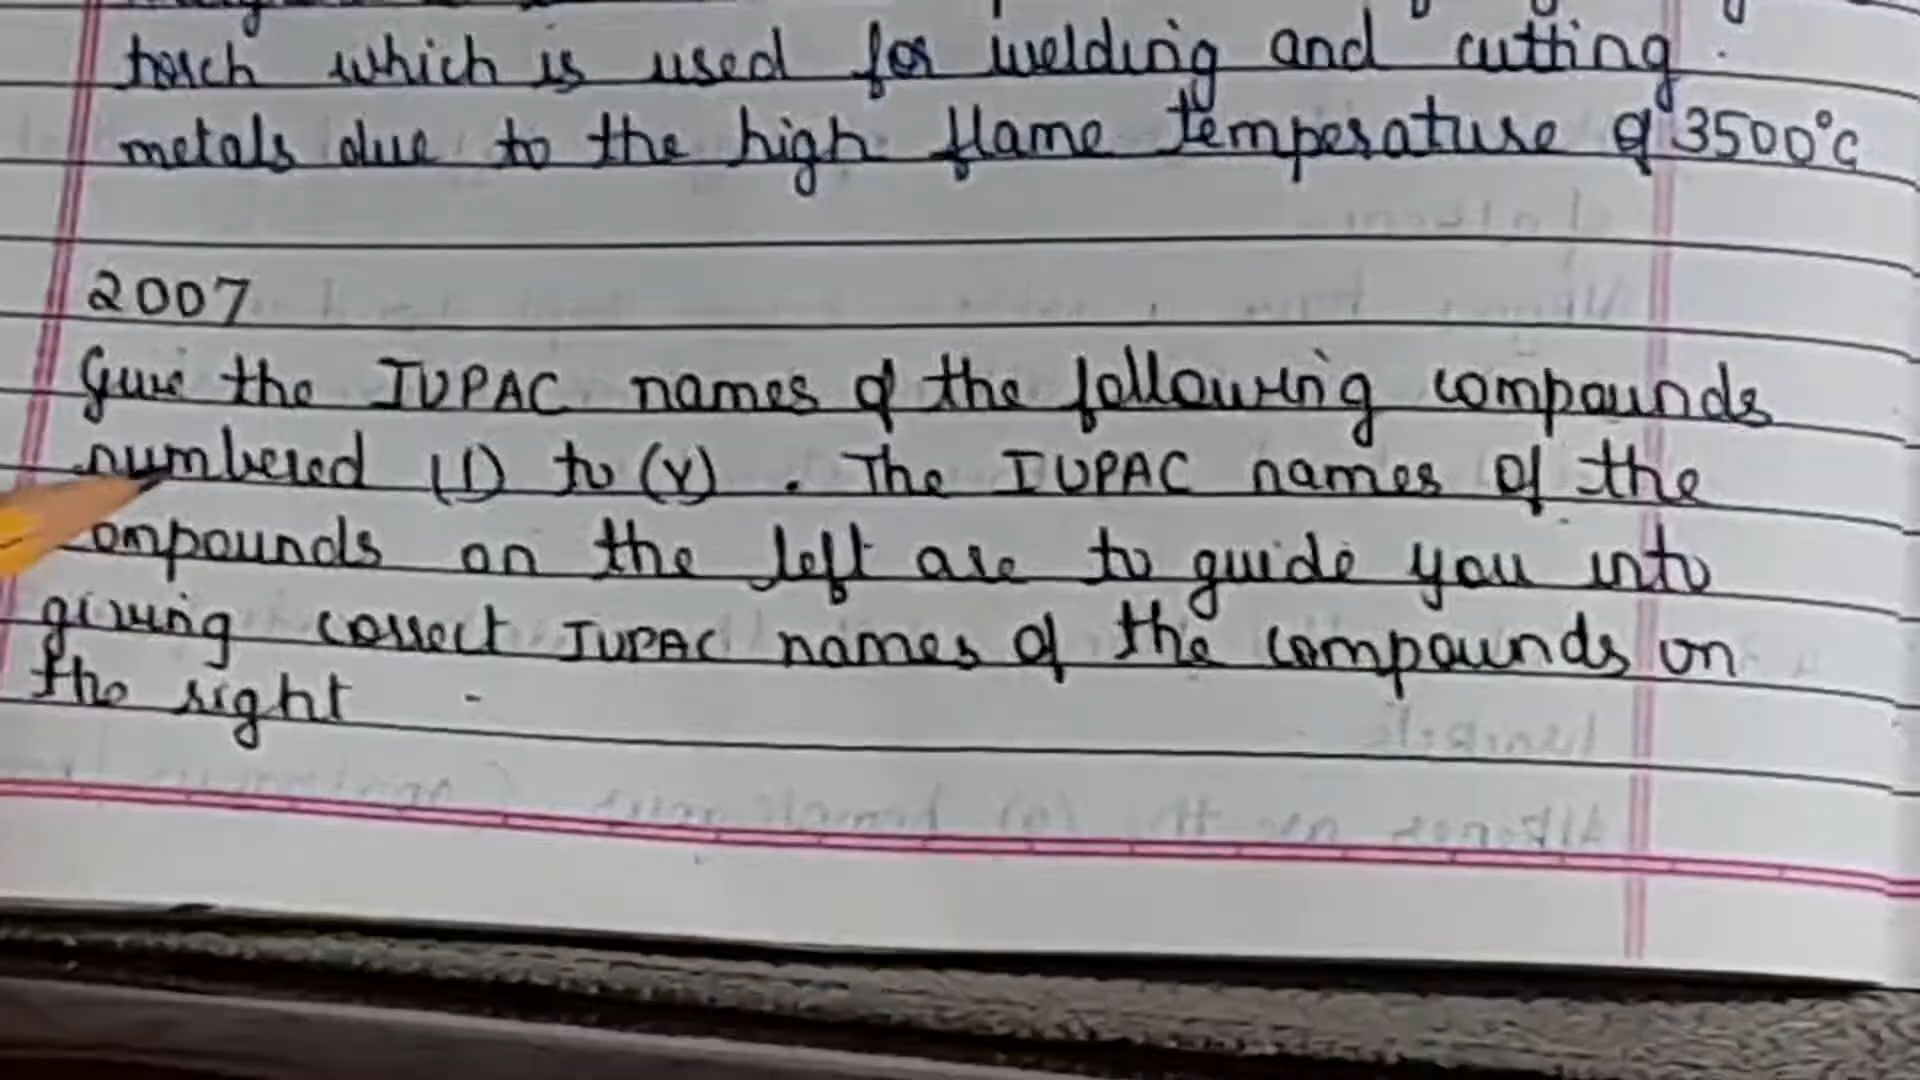 torch which is used for welding and cutting.
metals due to the high flame temperature of 3500°C
2007
Give the IUPAC names of the following compounds
numbered (I) to (V). The IUPAC names of the
compounds on the left are to guide you into
giving correct IUPAC names of the compounds on
the right -